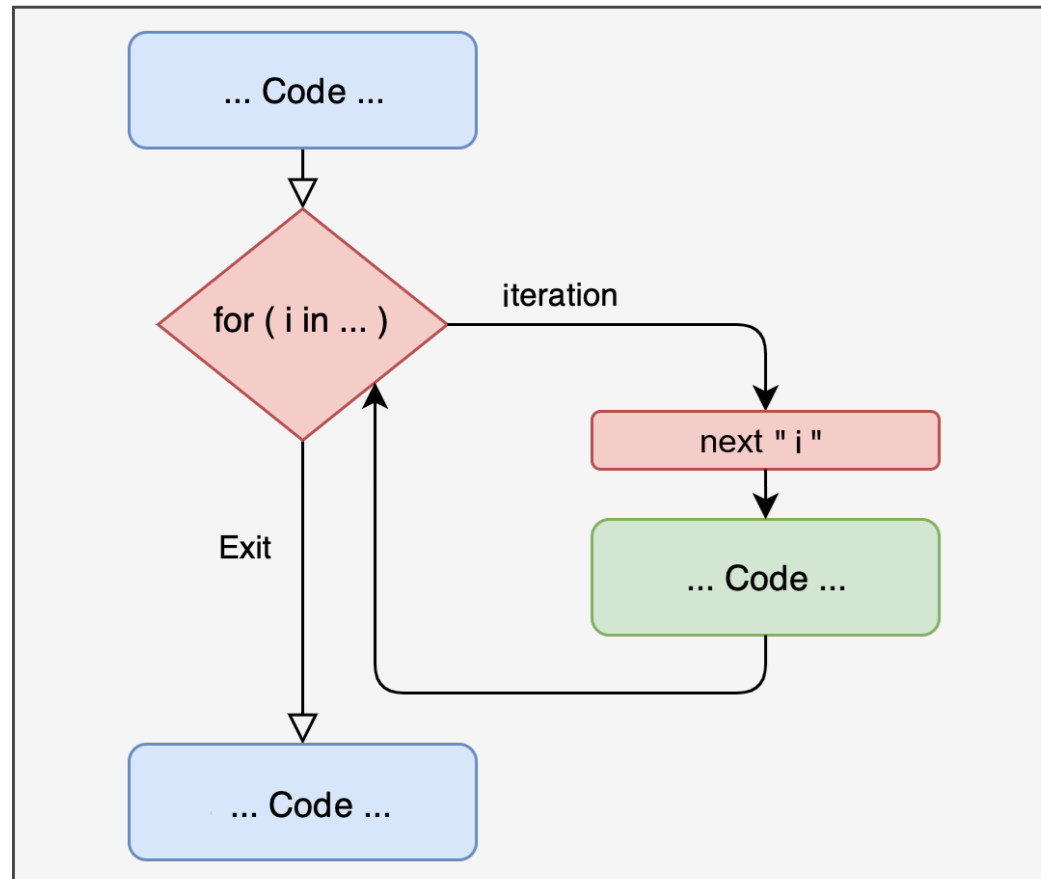 ... Code ...
for ( i in ... )
iteration
next " i "
... Code ...
Exit
... Code ...